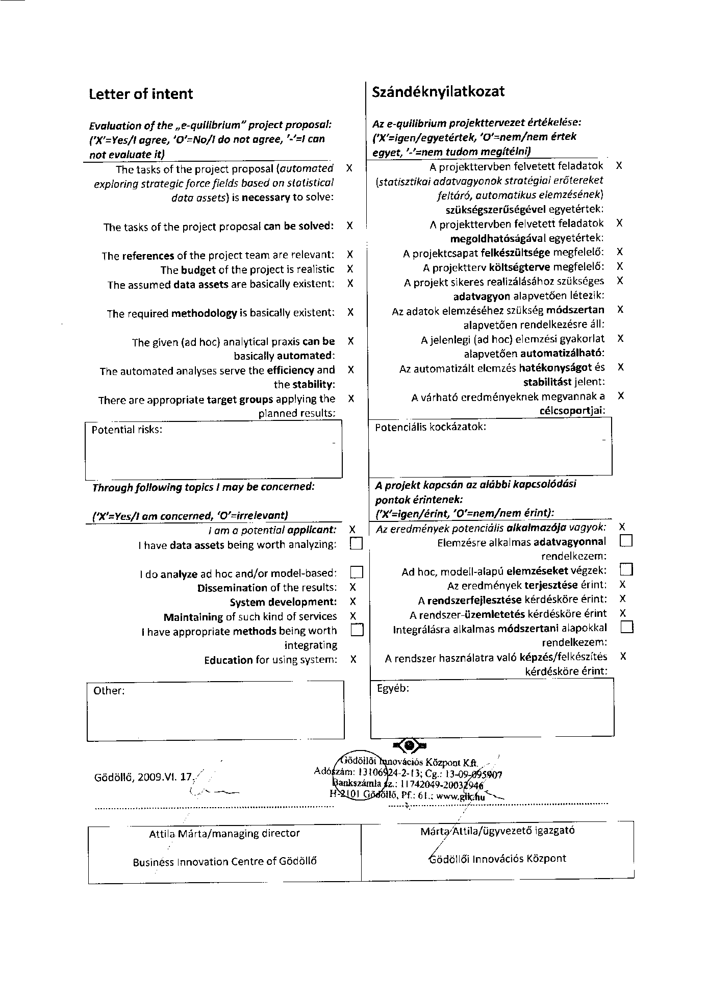 Letter of intent
Evaluation of the „e-quilibrium" project proposal:
('X'=Yes/I agree, 'O'=No/I do not agree, '-'=I can
not evaluate it)
The tasks of the project proposal (automated X
exploring strategic force fields based on statistical
data assets) is necessary to solve:
The tasks of the project proposal can be solved: X
The references of the project team are relevant: X
The budget of the project is realistic X
The assumed data assets are basically existent: X
The required methodology is basically existent: X
The given (ad hoc) analytical praxis can be X
basically automated:
The automated analyses serve the efficiency and X
the stability:
There are appropriate target groups applying the X
planned results:
Potential risks:
-
Through following topics I may be concerned:
('X'=Yes/I am concerned, 'O'=irrelevant)
I am a potential applicant: X
I have data assets being worth analyzing: □
I do analyze ad hoc and/or model-based: □
Dissemination of the results: X
System development: X
Maintaining of such kind of services X
I have appropriate methods being worth □
integrating
Education for using system: X
Other:
Szándéknyilatkozat
Az e-quilibrium projekttervezet értékelése:
('X'=igen/egyetértek, 'O'=nem/nem értek
egyet, '-'=nem tudom megítélni)
A projekttervben felvetett feladatok X
(statisztikai adatvagyonok stratégiai erőtereket
feltáró, automatikus elemzésének)
szükségszerűségével egyetértek:
A projekttervben felvetett feladatok X
megoldhatóságával egyetértek:
A projektcsapat felkészültsége megfelelő: X
A projektterv költségterve megfelelő: X
A projekt sikeres realizálásához szükséges X
adatvagyon alapvetően létezik:
Az adatok elemzéséhez szükség módszertan X
alapvetően rendelkezésre áll:
A jelenlegi (ad hoc) elemzési gyakorlat X
alapvetően automatizálható:
Az automatizált elemzés hatékonyságot és X
stabilitást jelent:
A várható eredményeknek megvannak a X
célcsoportjai:
Potenciális kockázatok:
-
A projekt kapcsán az alábbi kapcsolódási
pontok érintenek:
('X'=igen/érint, 'O'=nem/nem érint):
Az eredmények potenciális alkalmazója vagyok: X
Elemzésre alkalmas adatvagyonnal □
rendelkezem:
Ad hoc, modell-alapú elemzéseket végzek: □
Az eredmények terjesztése érint: X
A rendszerfejlesztése kérdésköre érint: X
A rendszer-üzemletetés kérdésköre érint X
Integrálásra alkalmas módszertani alapokkal □
rendelkezem:
A rendszer használatra való képzés/felkészítés X
kérdésköre érint:
Egyéb:
Gödöllői Innovációs Központ Kft.
Adószám: 13106924-2-13; Cg.: 13-09-095907
Bankszámla sz.: 11742049-20032946
H-2101 Gödöllő, Pf.: 61.; www.gik.hu
Gödöllő, 2009.VI. 17.
Attila Márta/managing director
Business Innovation Centre of Gödöllő
Márta Attila/ügyvezető igazgató
Gödöllői Innovációs Központ